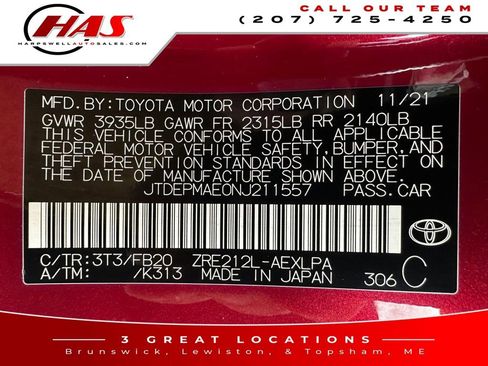 HAS
HARPSWELLAUTOSALES.COM
CALL OUR TEAM
(207) 725-4250
MFD. BY: TOYOTA MOTOR CORPORATION 11/21
GVWR 3935LB GAWR FR 2315LB RR 2140LB
THIS VEHICLE CONFORMS TO ALL APPLICABLE
FEDERAL MOTOR VEHICLE SAFETY, BUMPER, AND
THEFT PREVENTION STANDARDS IN EFFECT ON
THE DATE OF MANUFACTURE SHOWN ABOVE.
JTDEPMAE0NJ211557 PASS. CAR
C/TR: 3T3/FB20 ZRE212L-AEXLPA
A/TM: /K313 MADE IN JAPAN 306 C
3 GREAT LOCATIONS
Brunswick, Lewiston, & Topsham, ME